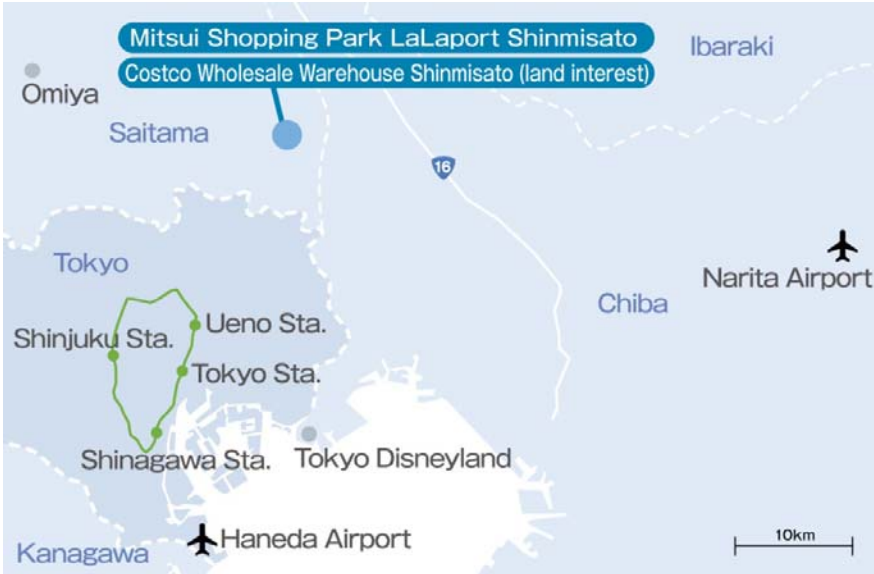 Mitsui Shopping Park LaLaport Shinmisato
Costco Wholesale Warehouse Shinmisato (land interest)
Ibaraki
Omiya
Saitama
16
Tokyo
Narita Airport
Chiba
Ueno Sta.
Shinjuku Sta.
Tokyo Sta.
Shinagawa Sta.
Tokyo Disneyland
Haneda Airport
10km
Kanagawa